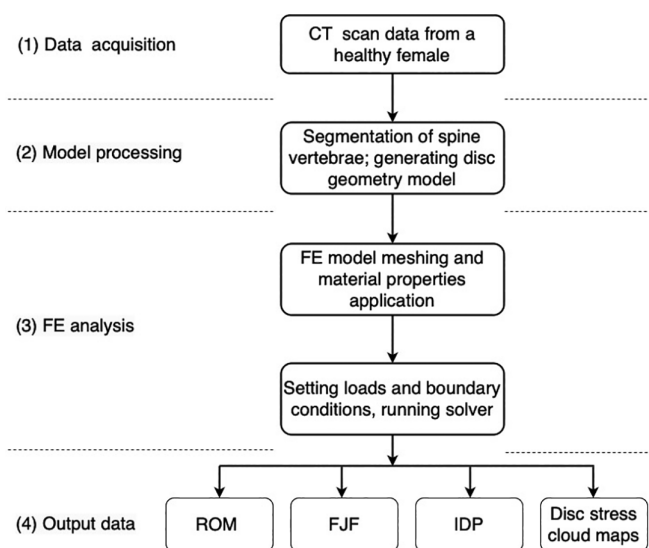 (1) Data acquisition
CT scan data from a
healthy female
(2) Model processing
Segmentation of spine
vertebrae; generating disc
geometry model
FE model meshing and
material properties
application
(3) FE analysis
Setting loads and boundary
conditions, running solver
(4) Output data
ROM
FJF
IDP
Disc stress
cloud maps